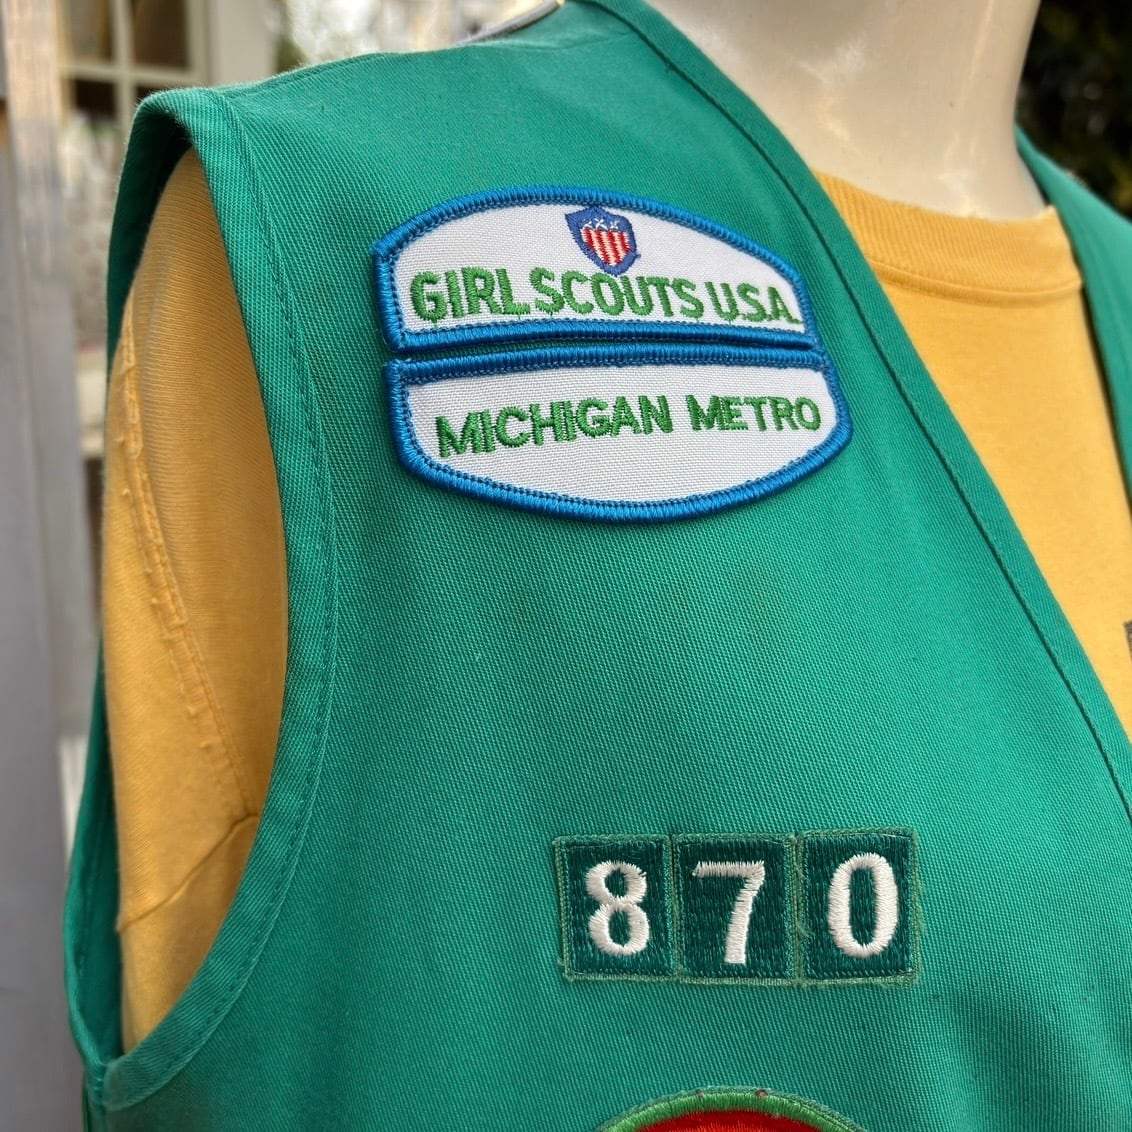 GIRL SCOUTS U.S.A.
MICHIGAN METRO
870